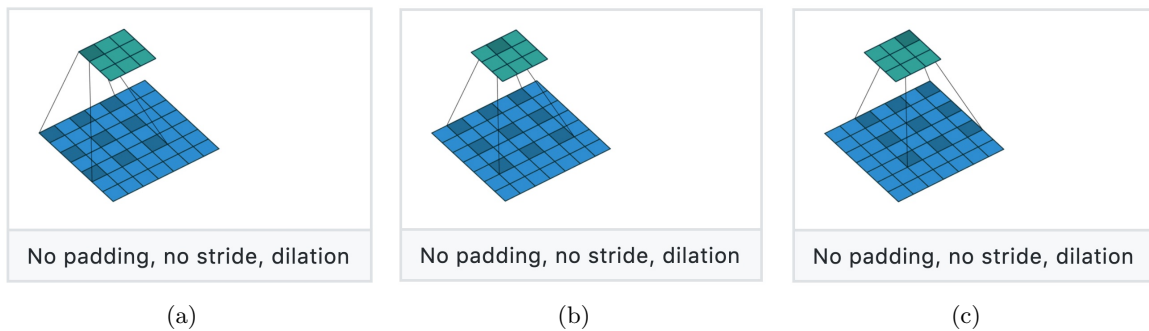 No padding, no stride, dilation
No padding, no stride, dilation
No padding, no stride, dilation
(a)
(b)
(c)